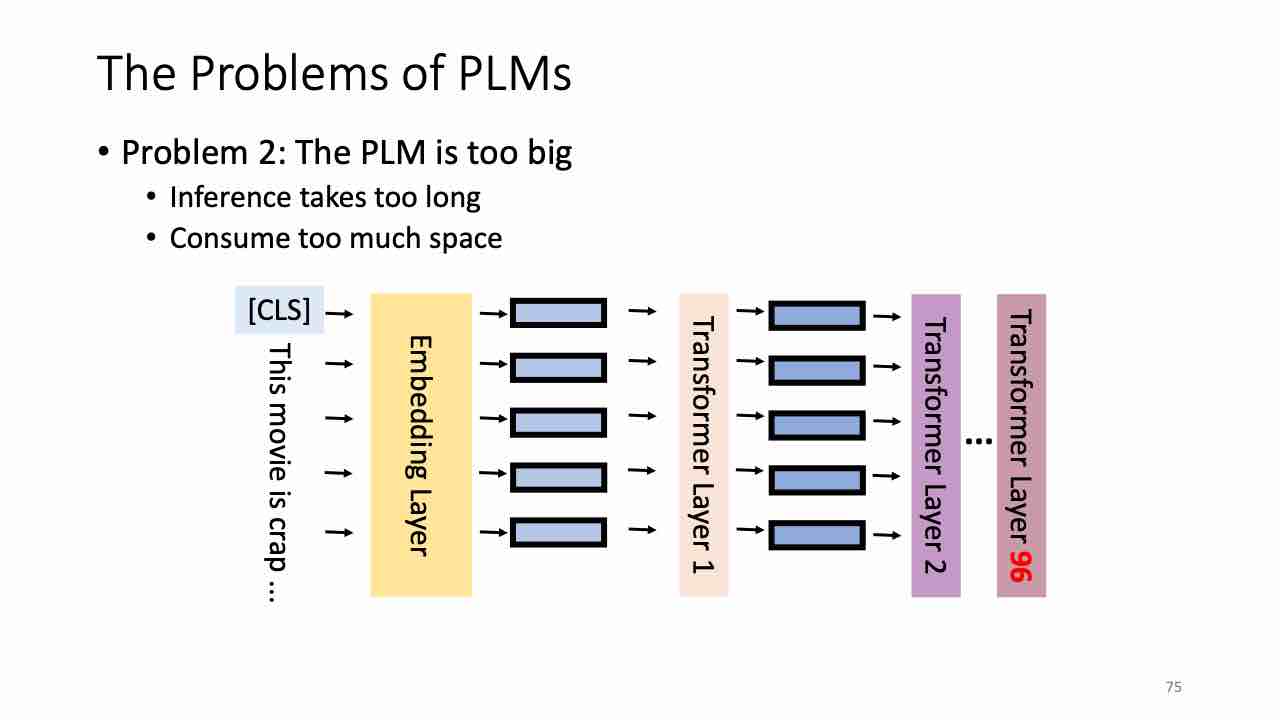 The Problems of PLMs
• Problem 2: The PLM is too big
• Inference takes too long
• Consume too much space
[CLS]
This movie is crap ...
Embedding Layer
Transformer Layer 1
Transformer Layer 2
...
Transformer Layer 96
75